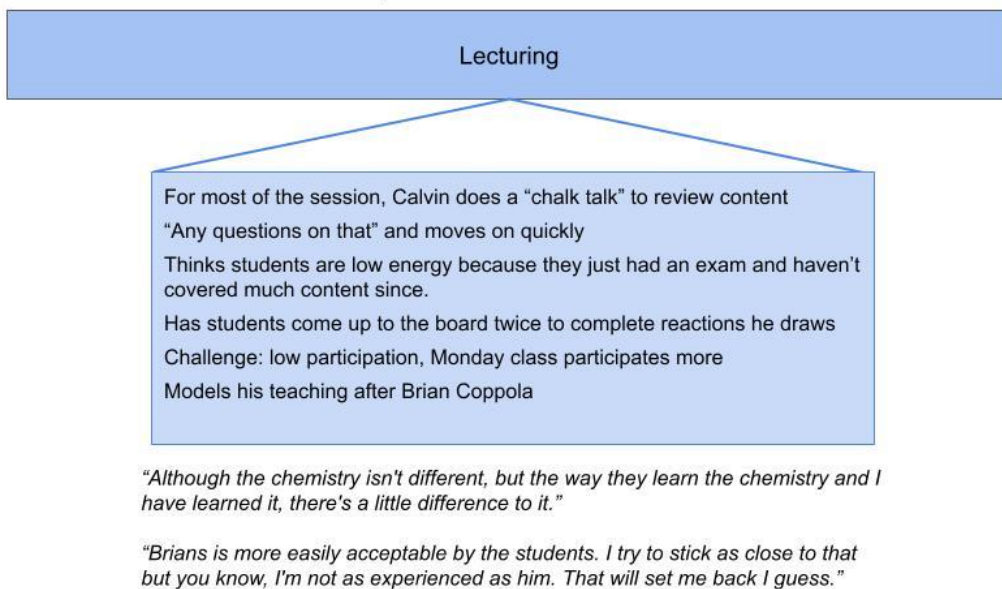 Lecturing
For most of the session, Calvin does a “chalk talk” to review content
“Any questions on that” and moves on quickly
Thinks students are low energy because they just had an exam and haven’t
covered much content since.
Has students come up to the board twice to complete reactions he draws
Challenge: low participation, Monday class participates more
Models his teaching after Brian Coppola
“Although the chemistry isn't different, but the way they learn the chemistry and I
have learned it, there's a little difference to it.”
“Brians is more easily acceptable by the students. I try to stick as close to that
but you know, I'm not as experienced as him. That will set me back I guess.”